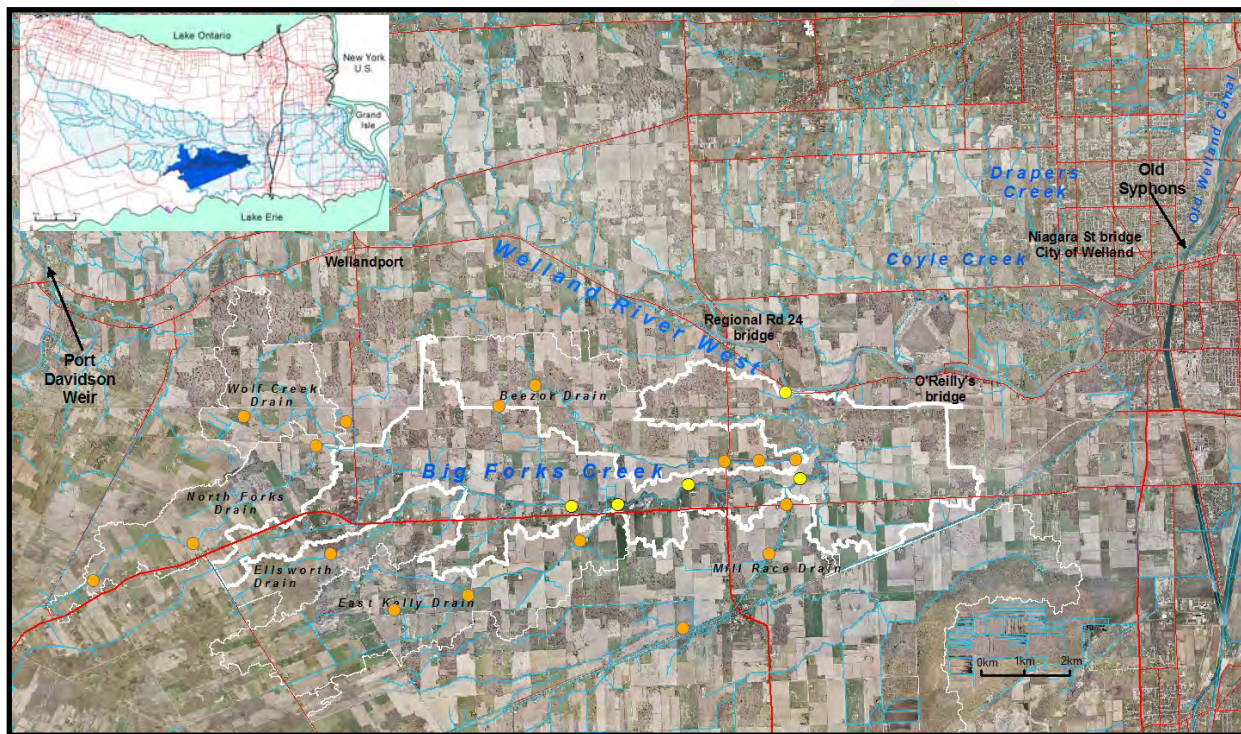 Lake Ontario
New York
U.S.
Grand
Isle
Lake Erie
Old Welland Canal
Drapers
Creek
Old
Syphons
Niagara St bridge
City of Welland
Coyle Creek
Wellandport
Welland River West
Regional Rd 24
bridge
Port
Davidson
Weir
O'Reilly's
bridge
Wolf Creek
Drain
Beezor Drain
Big Forks Creek
North Forks
Drain
Ellsworth
Drain
Mill Race Drain
East Kelly Drain
0km 1km 2km